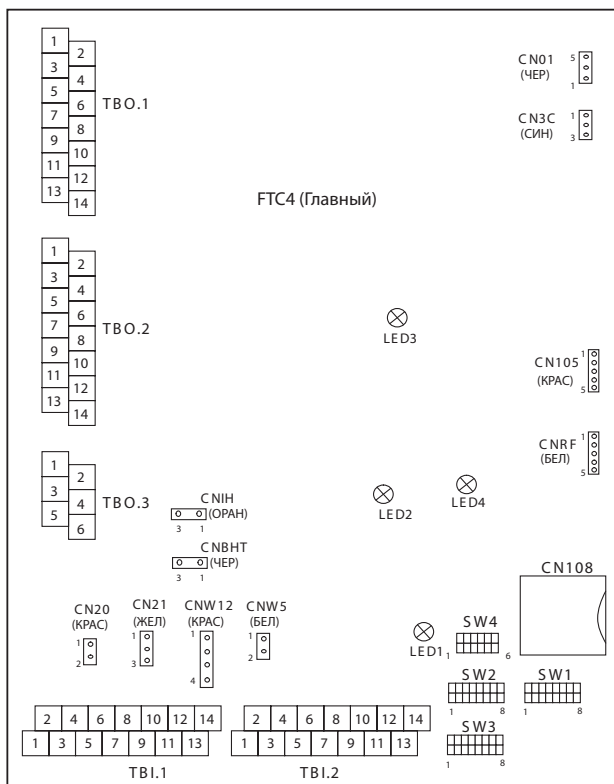 1 2
3 4
5 6
7 8
9 10
11 12
13 14
TBO.1
CN01
(ЧЕР)
5
1
CN3C
(СИН)
1
3
FTC4 (Главный)
1 2
3 4
5 6
7 8
9 10
11 12
13 14
TBO.2
LED3
CN105
(КРАС)
1
5
CNRF
(БЕЛ)
1
5
1 2
3 4
5 6
TBO.3
CNIH
(ОРАН)
3 1
CNBHT
(ЧЕР)
3 1
LED2
LED4
CN108
CN20
(КРАС)
1
2
CN21
(ЖЕЛ)
1
3
CNW12
(КРАС)
1
4
CNW5
(БЕЛ)
1
2
LED1
SW4
1 6
SW2
1 8
SW1
1 8
SW3
1 8
2 4 6 8 10 12 14
1 3 5 7 9 11 13
TBI.1
2 4 6 8 10 12 14
1 3 5 7 9 11 13
TBI.2